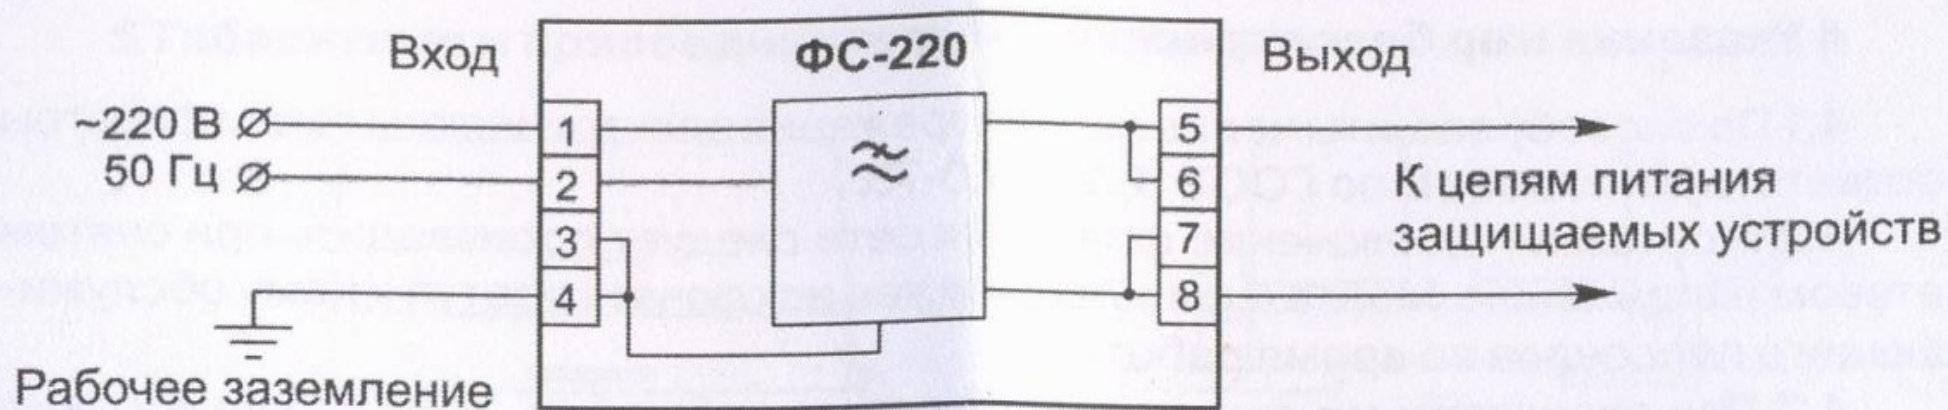 Вход
ФС-220
Выход
~220 В
50 Гц
1
2
3
4
5
6
7
8
К цепям питания
защищаемых устройств
Рабочее заземление